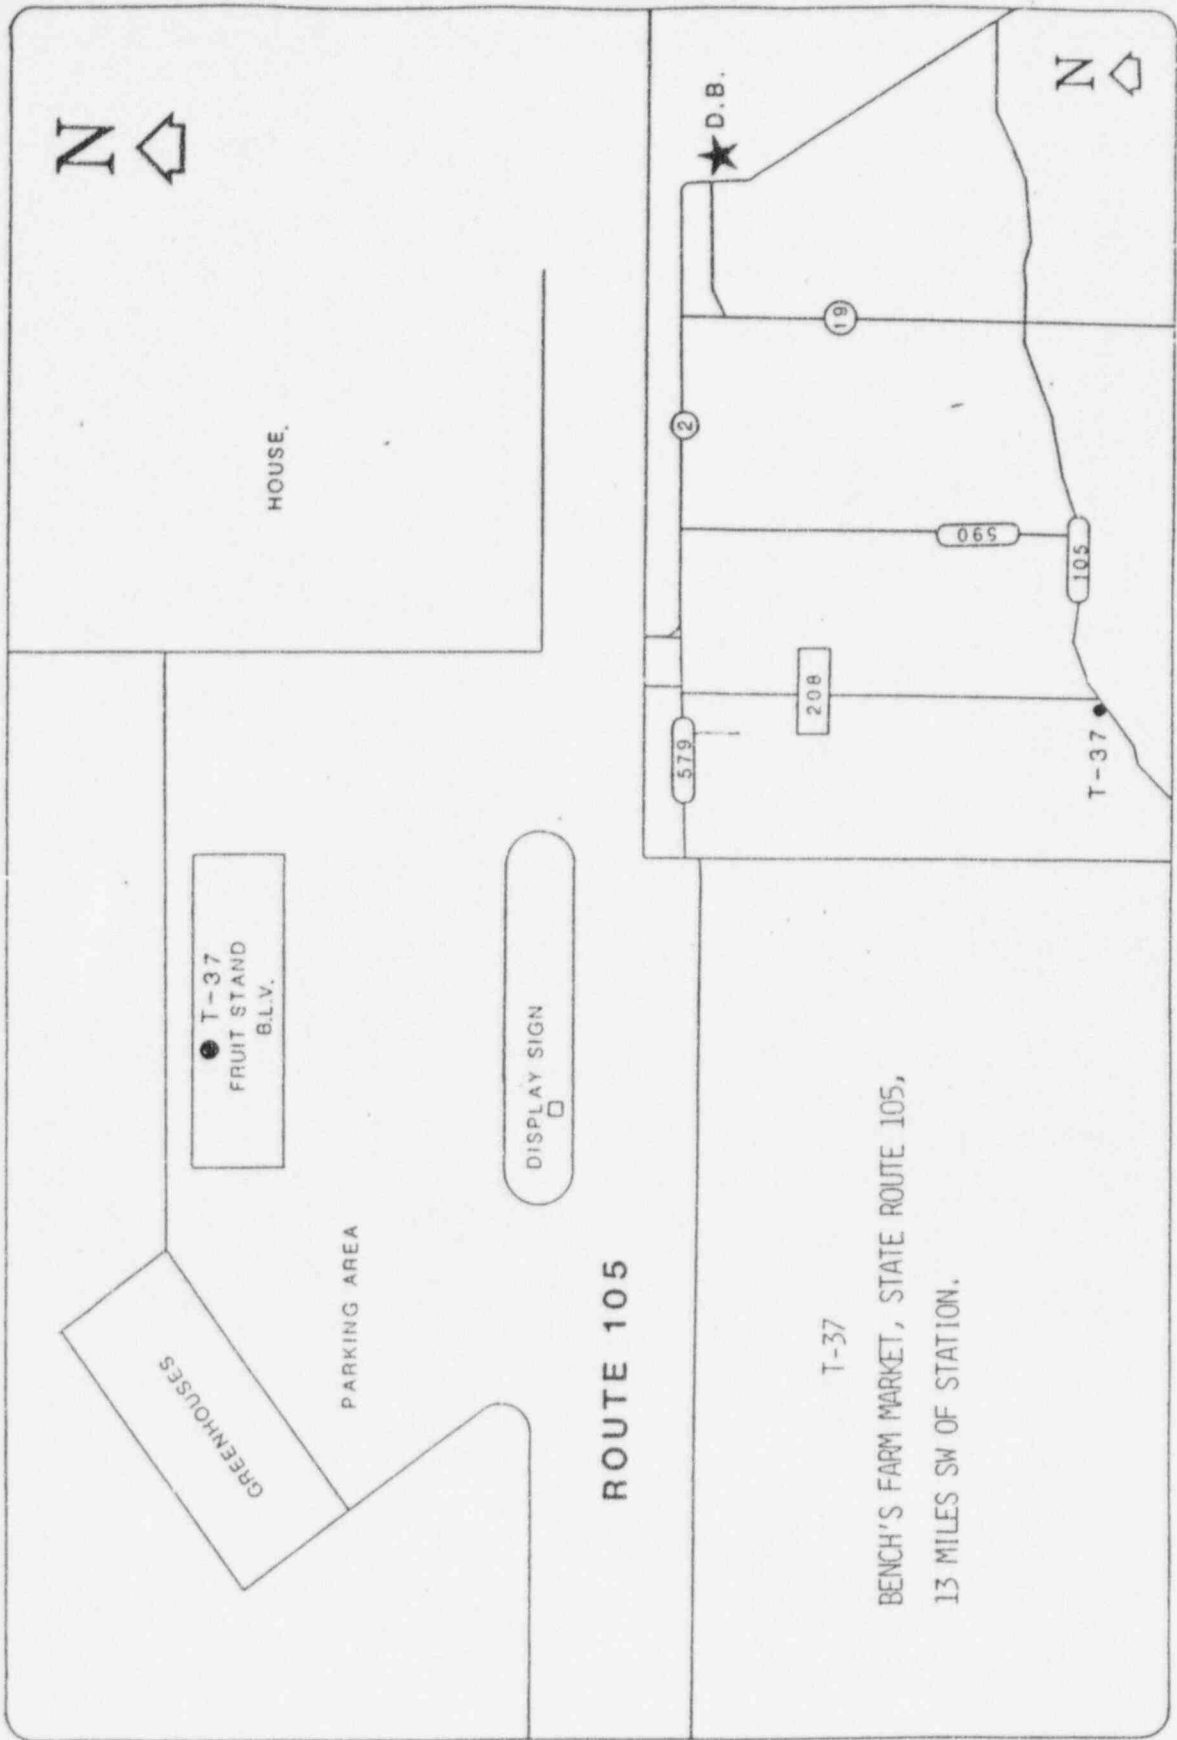 N
HOUSE.
● T-37
FRUIT STAND
B.L.V.
GREENHOUSES
PARKING AREA
DISPLAY SIGN
ROUTE 105
T-37
BENCH'S FARM MARKET, STATE ROUTE 105,
13 MILES SW OF STATION.
N
D.B.
19
2
590
105
208
579
T-37